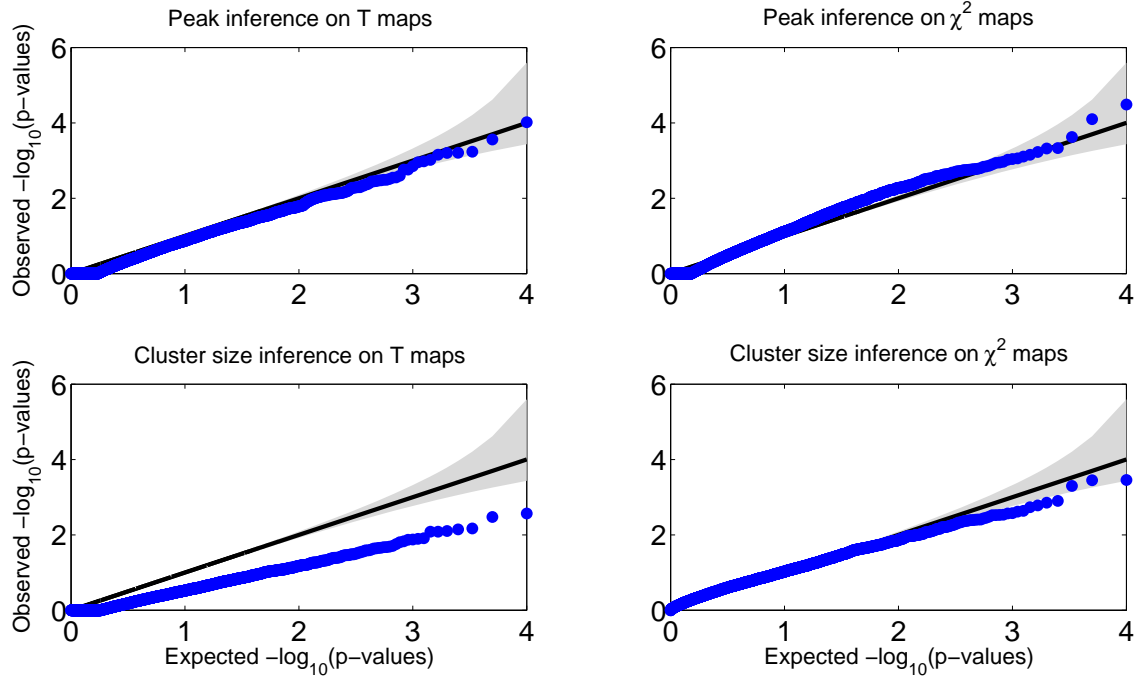 Peak inference on T maps
Observed −log10(p−values)
6
4
2
0
0 1 2 3 4
Peak inference on χ2 maps
6
4
2
0
0 1 2 3 4
Cluster size inference on T maps
Observed −log10(p−values)
6
4
2
0
0 1 2 3 4
Expected −log10(p−values)
Cluster size inference on χ2 maps
6
4
2
0
0 1 2 3 4
Expected −log10(p−values)